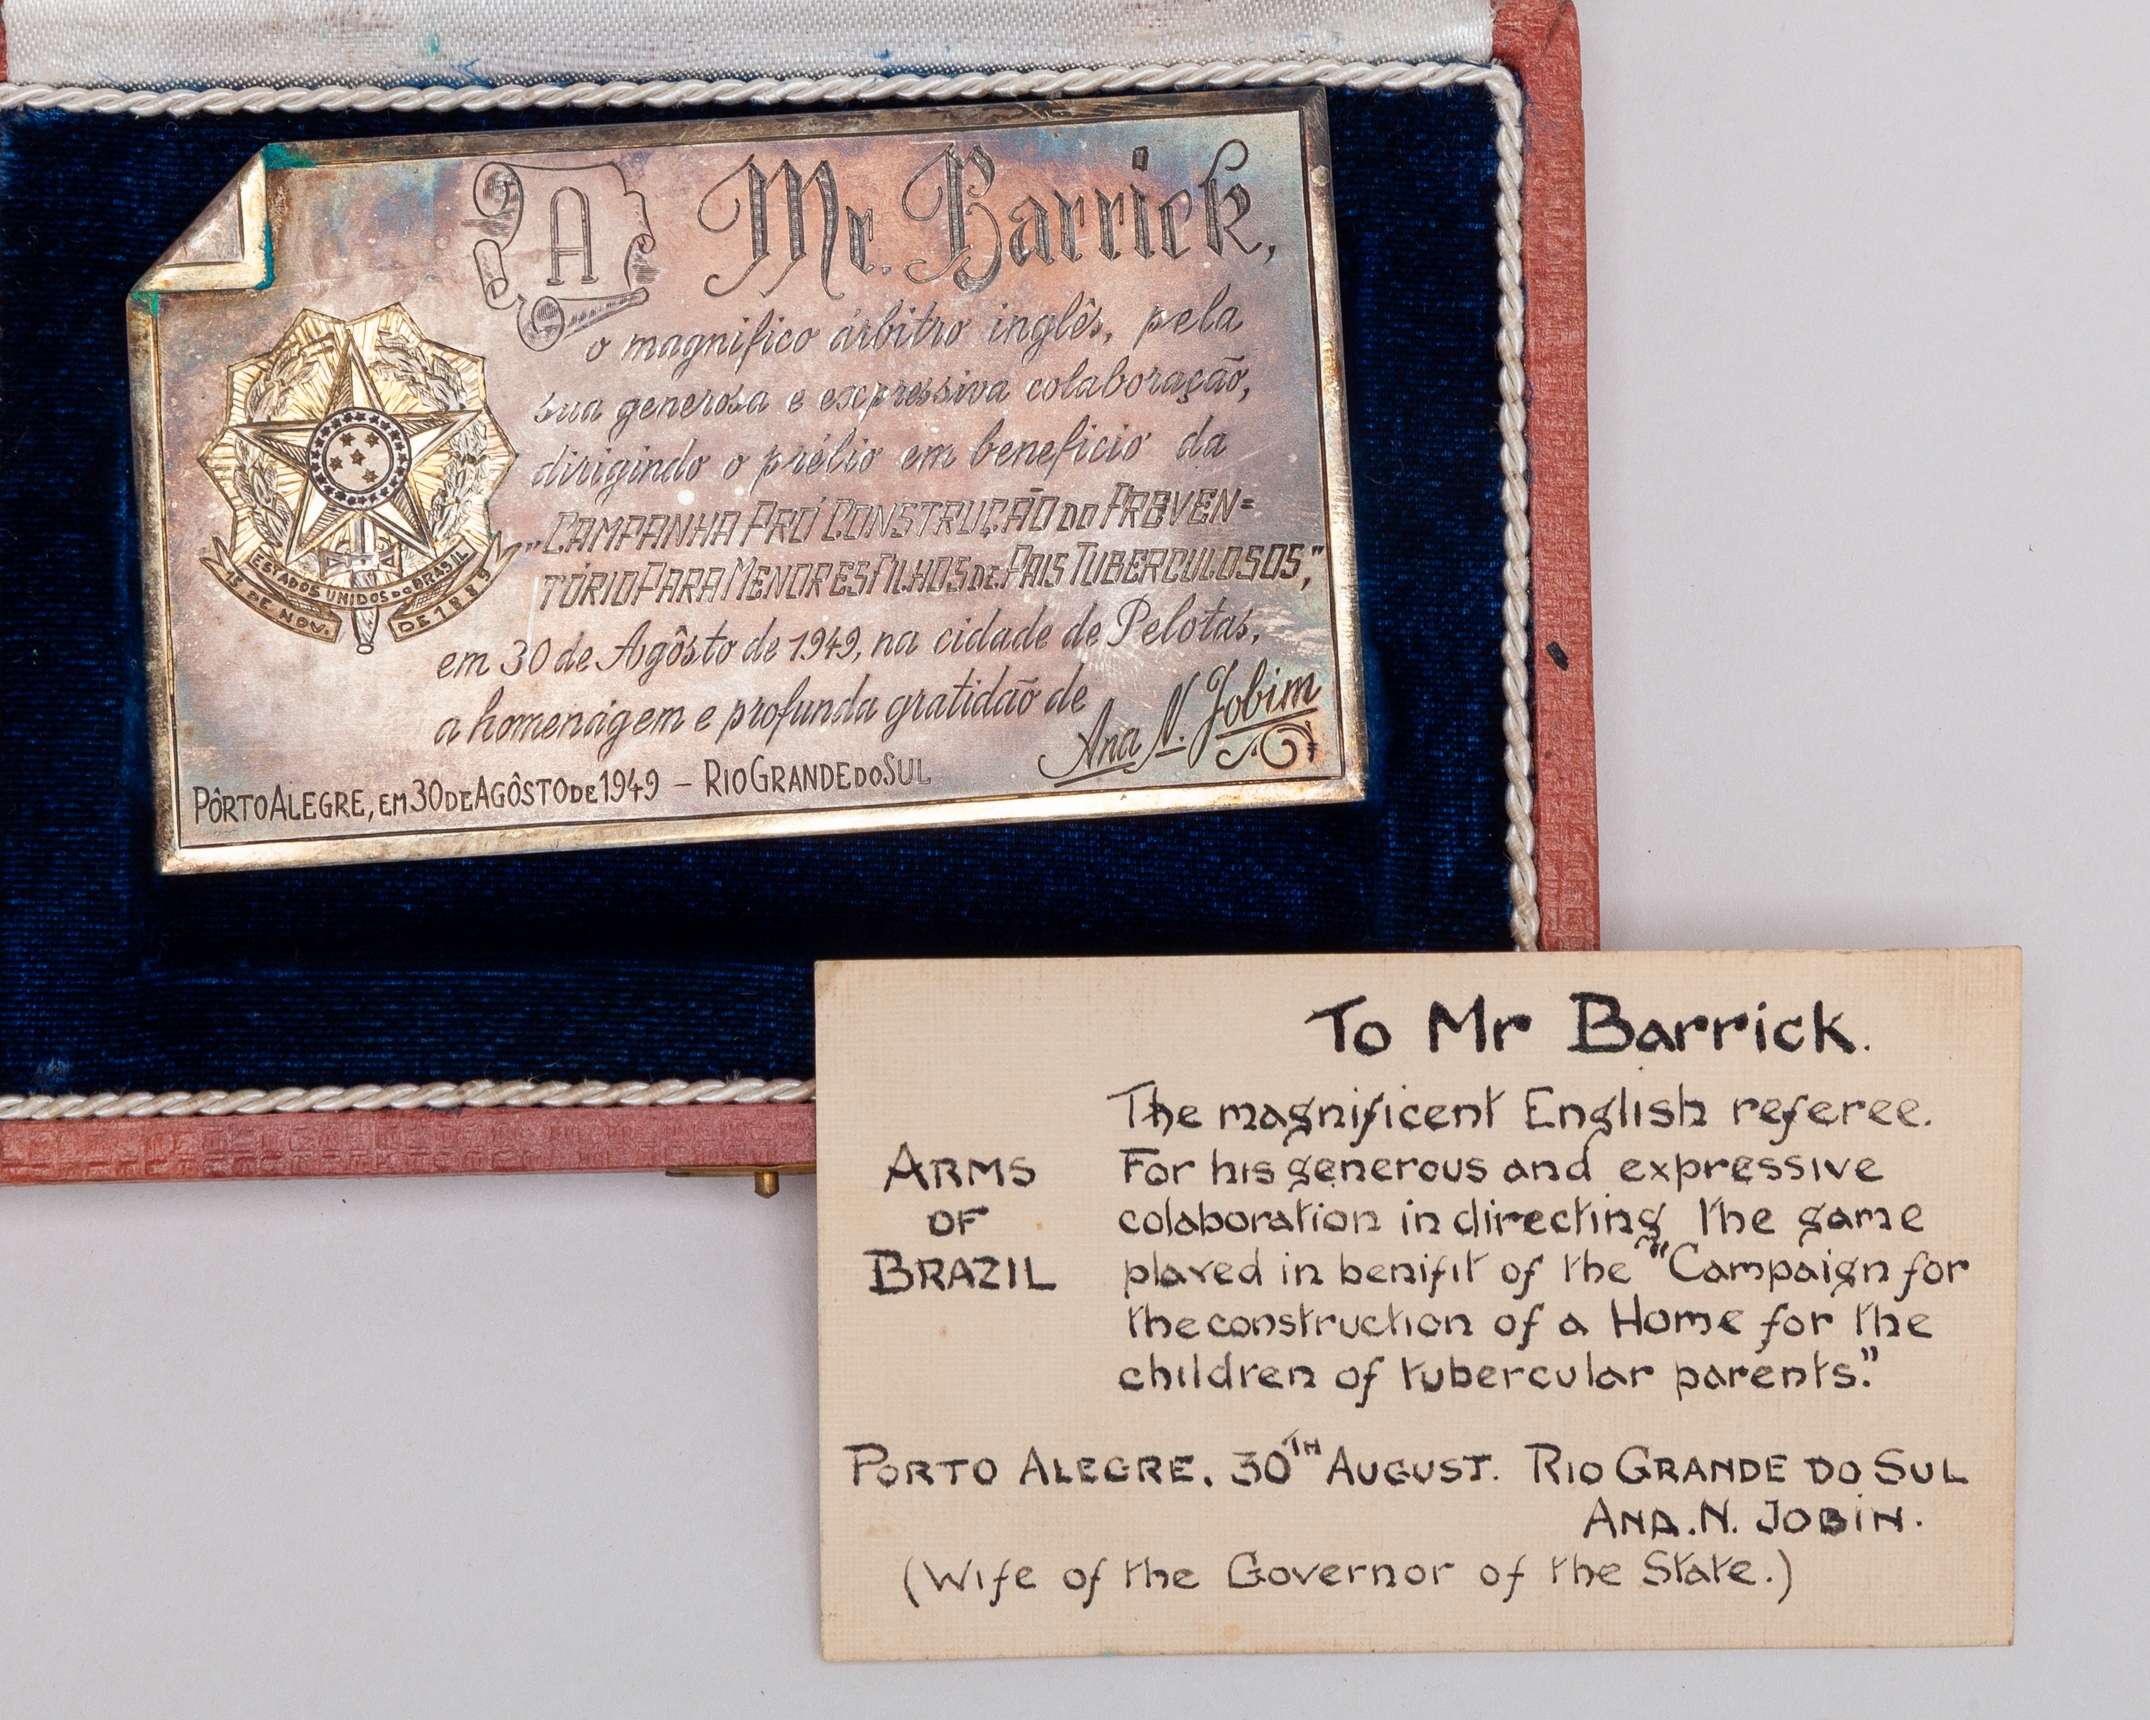 A Mr. Barrick,
o magnifico árbitro inglês, pela
sua generosa e expressiva colaboração,
dirigindo o prélio em beneficio da
„CAMPANHA PRÓ CONSTRUÇÃO DO PREVEN=
TÓRIO PARA MENORES FILHOS DE PAIS TUBERCULOSOS,"
em 30 de Agôsto de 1949, na cidade de Pelotas,
a homenágem e profunda gratidaõ de
Ana N. Jobim
PÔRTO ALEGRE, EM 30 DE AGÔSTO DE 1949 – RIO GRANDE DO SUL
ESTADOS UNIDOS DO BRASIL
15 DE NOV. DE 1889
To Mr Barrick.
The magnificent English referee.
For his generous and expressive
colaboration in directing the game
played in benifit of the "Campaign for
the construction of a Home for the
children of tubercular parents."
ARMS
OF
BRAZIL
PORTO ALEGRE. 30TH AUGUST. RIO GRANDE DO SUL
ANA. N. JOBIN.
(Wife of the Governor of the State.)